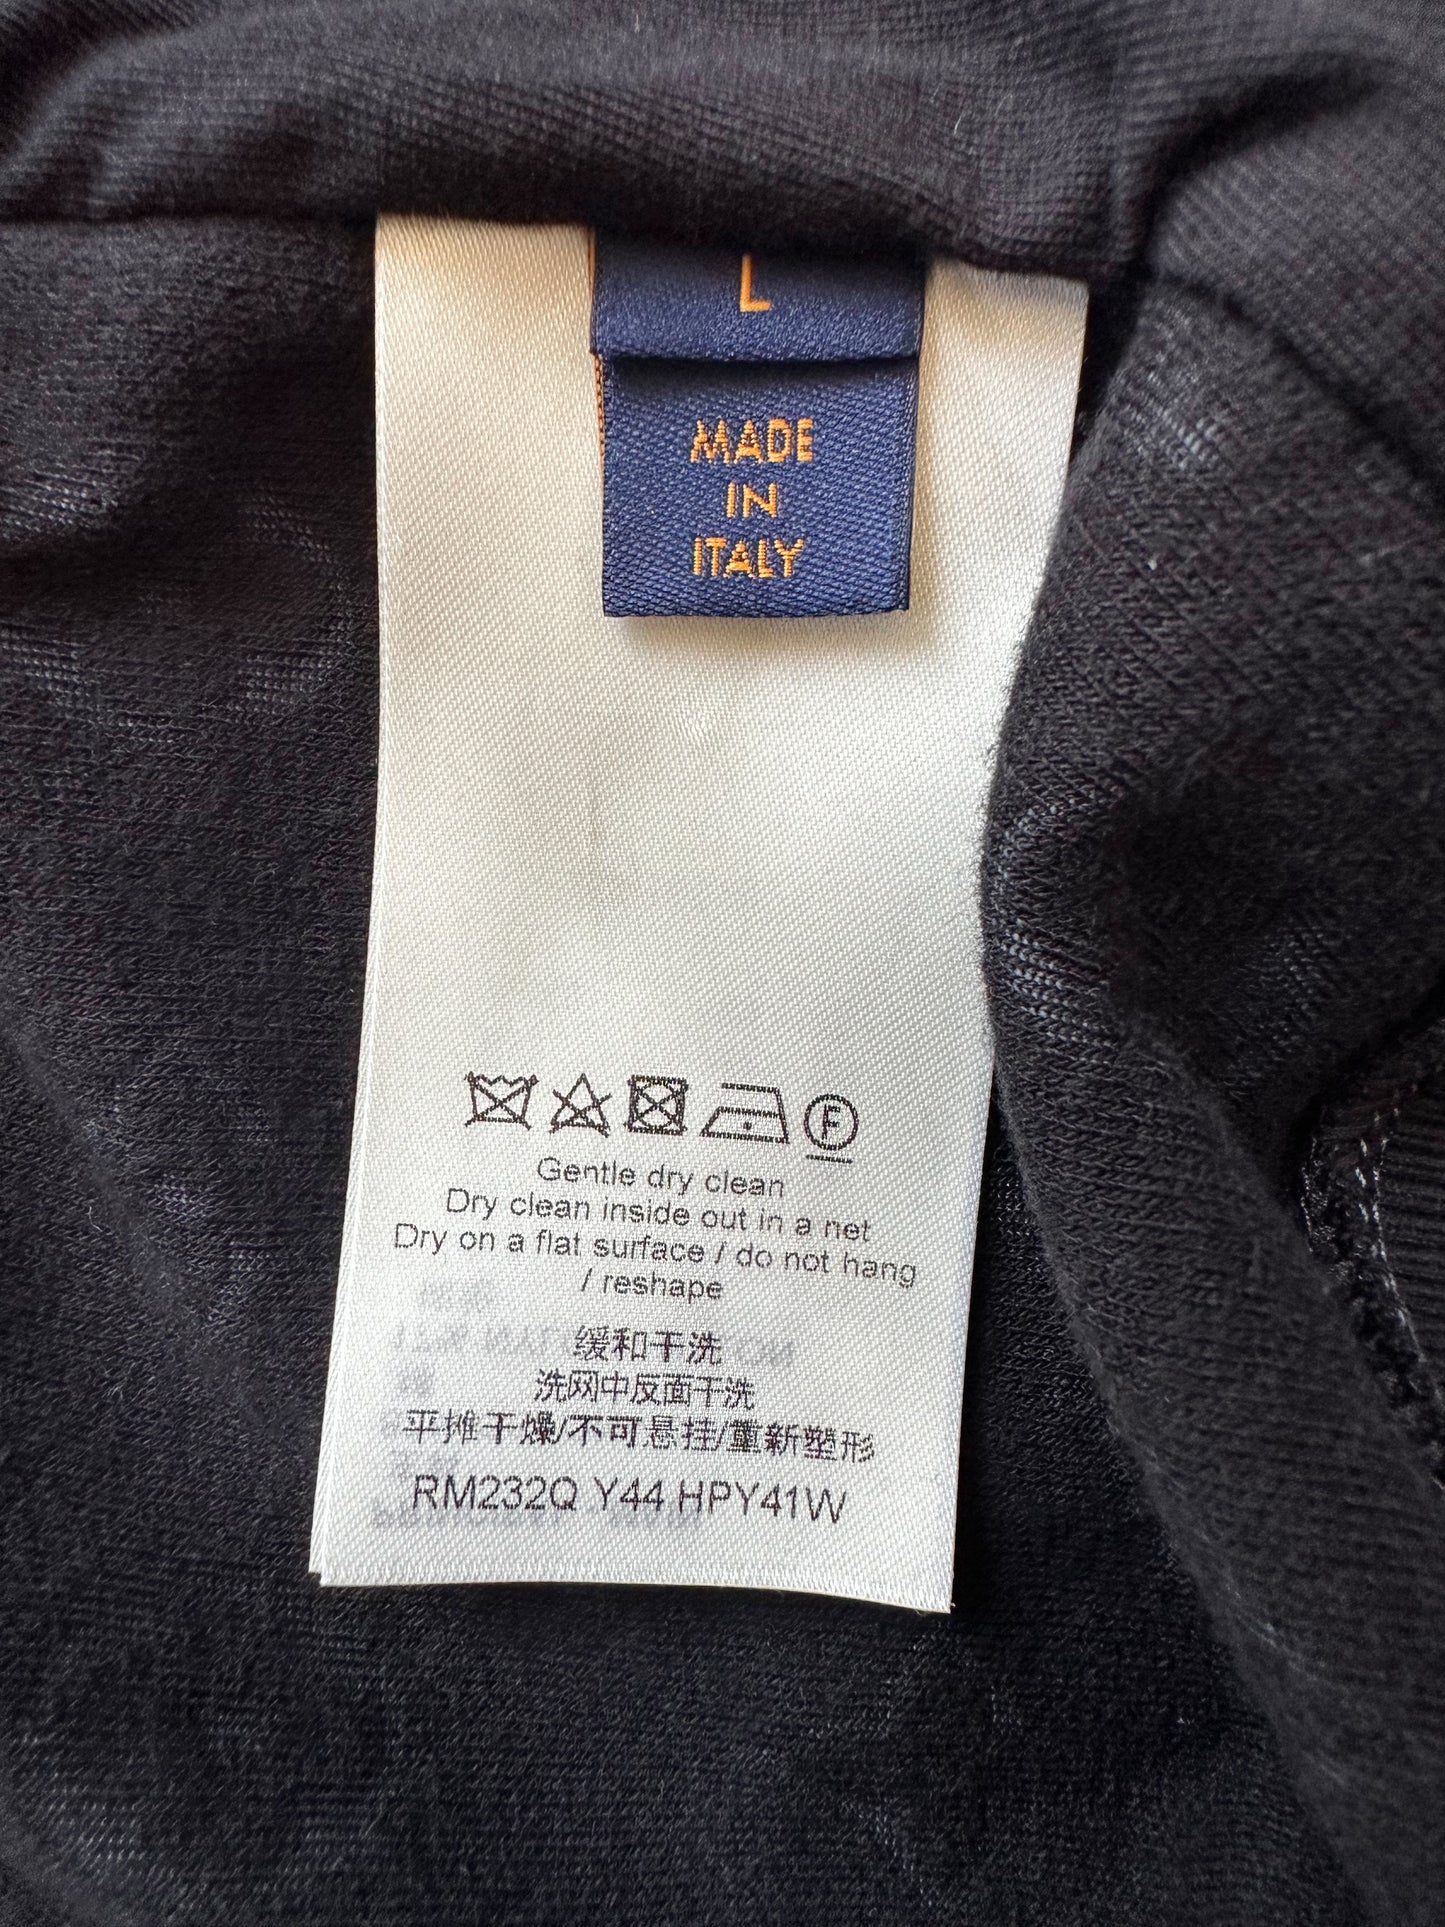 L
MADE
IN
ITALY
F
Gentle dry clean
Dry clean inside out in a net
Dry on a flat surface / do not hang
/ reshape
缓和干洗
洗网中反面干洗
平摊干燥/不可悬挂/重新塑形
RM232Q Y44 HPY41W